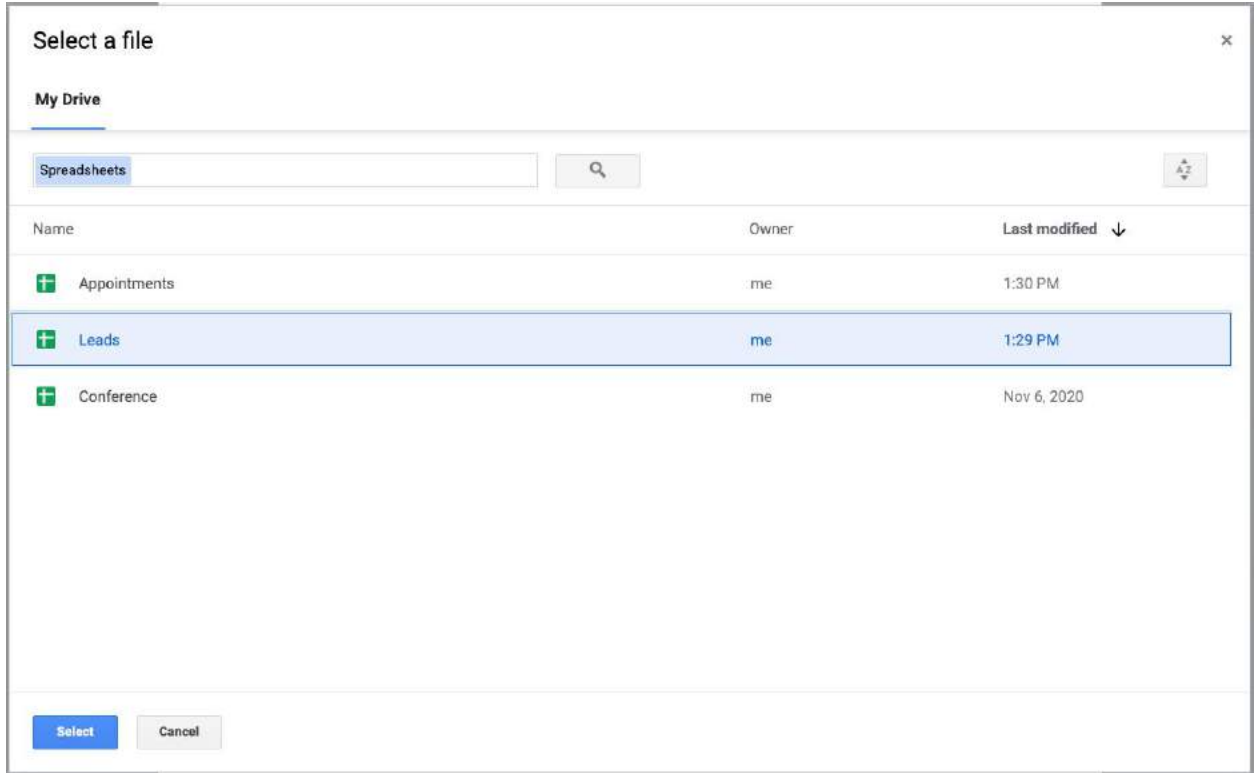 Select a file
My Drive
Spreadsheets
AZ
Name Owner Last modified
Appointments me 1:30 PM
Leads me 1:29 PM
Conference me Nov 6, 2020
Select Cancel